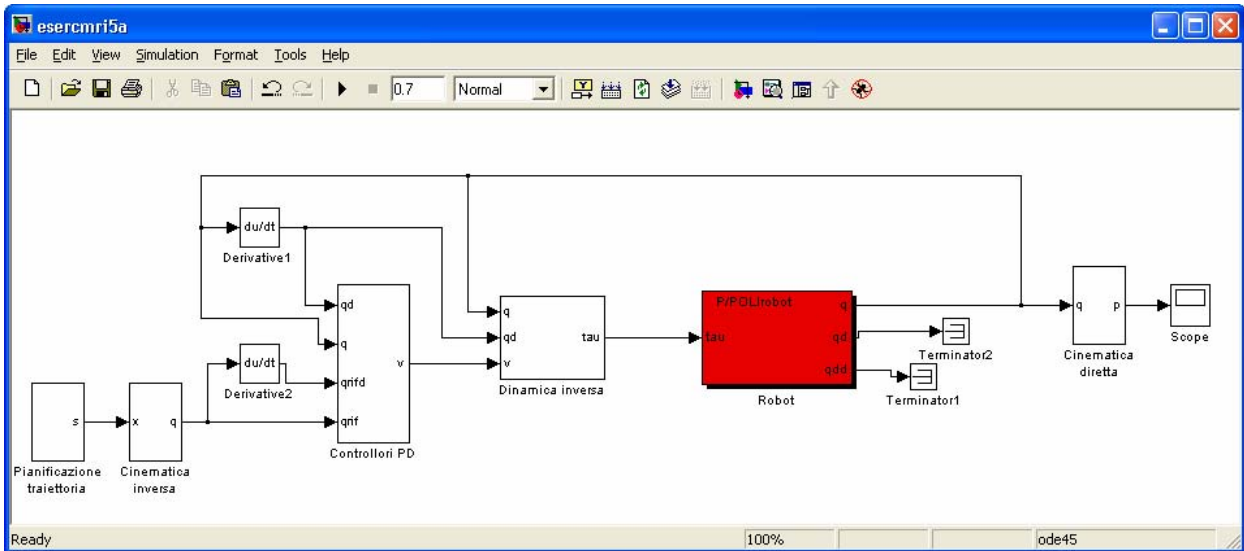 esercmri5a
File Edit View Simulation Format Tools Help
0.7 Normal
du/dt
Derivative1
qd
q
qrifd
qrif
v
Controllori PD
du/dt
Derivative2
s
Pianificazione
traiettoria
x q
Cinematica
inversa
q
qd
v
tau
Dinamica inversa
P/POLIrobot
tau
q
qd
qdd
Robot
Terminator2
Terminator1
q p
Cinematica
diretta
Scope
Ready 100% ode45